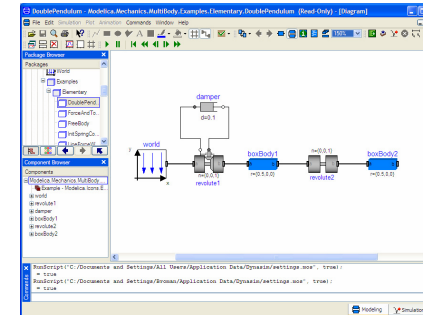 DoublePendulum - Modelica.Mechanics.MultiBody.Examples.Elementary.DoublePendulum (Read-Only) - [Diagram]
File Edit Simulation Plot Animation Commands Window Help
150%
Package Browser
Packages
World
Examples
Elementary
DoublePend...
ForceAndTo...
FreeBody
InitSpringCo...
LineForceW...
Component Browser
Components
Modelica.Mechanics.MultiBody...
Example - Modelica.Icons.E...
world
revolute1
damper
boxBody1
revolute2
boxBody2
damper
d=0.1
world
y
x
n={0,0,1}
revolute1
boxBody1
r={0.5,0,0}
n={0,0,1}
revolute2
boxBody2
r={0.5,0,0}
Commands
RunScript("C:/Documents and Settings/All Users/Application Data/Dynasim/settings.mos", true);
= true
RunScript("C:/Documents and Settings/Broman/Application Data/Dynasim/settings.mos", true);
= true
Modeling
Simulation